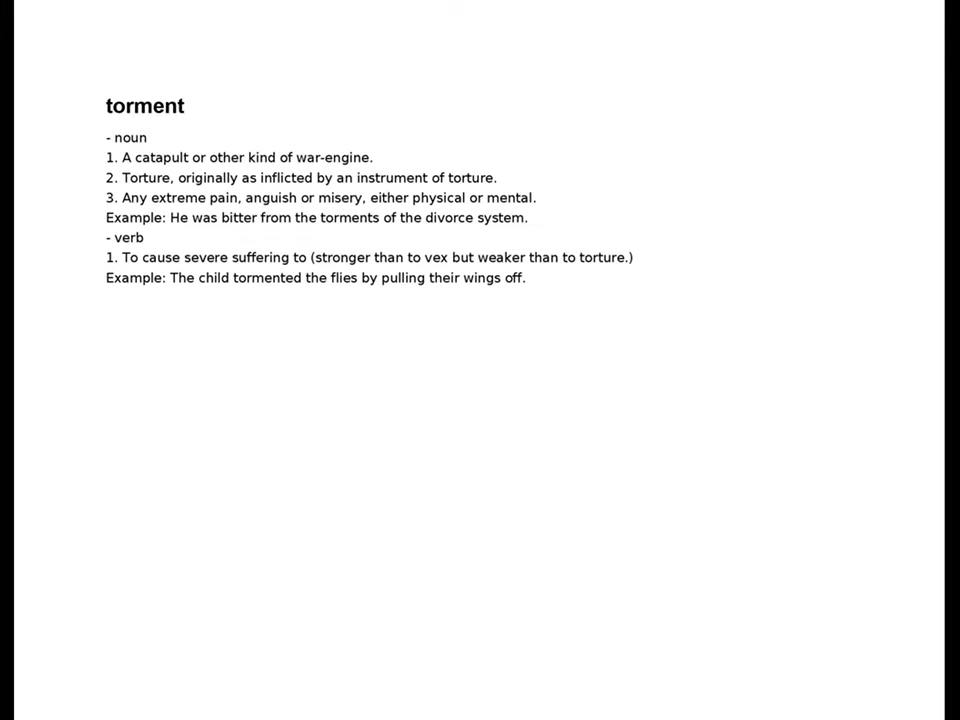 torment
- noun
1. A catapult or other kind of war-engine.
2. Torture, originally as inflicted by an instrument of torture.
3. Any extreme pain, anguish or misery, either physical or mental.
Example: He was bitter from the torments of the divorce system.
- verb
1. To cause severe suffering to (stronger than to vex but weaker than to torture.)
Example: The child tormented the flies by pulling their wings off.